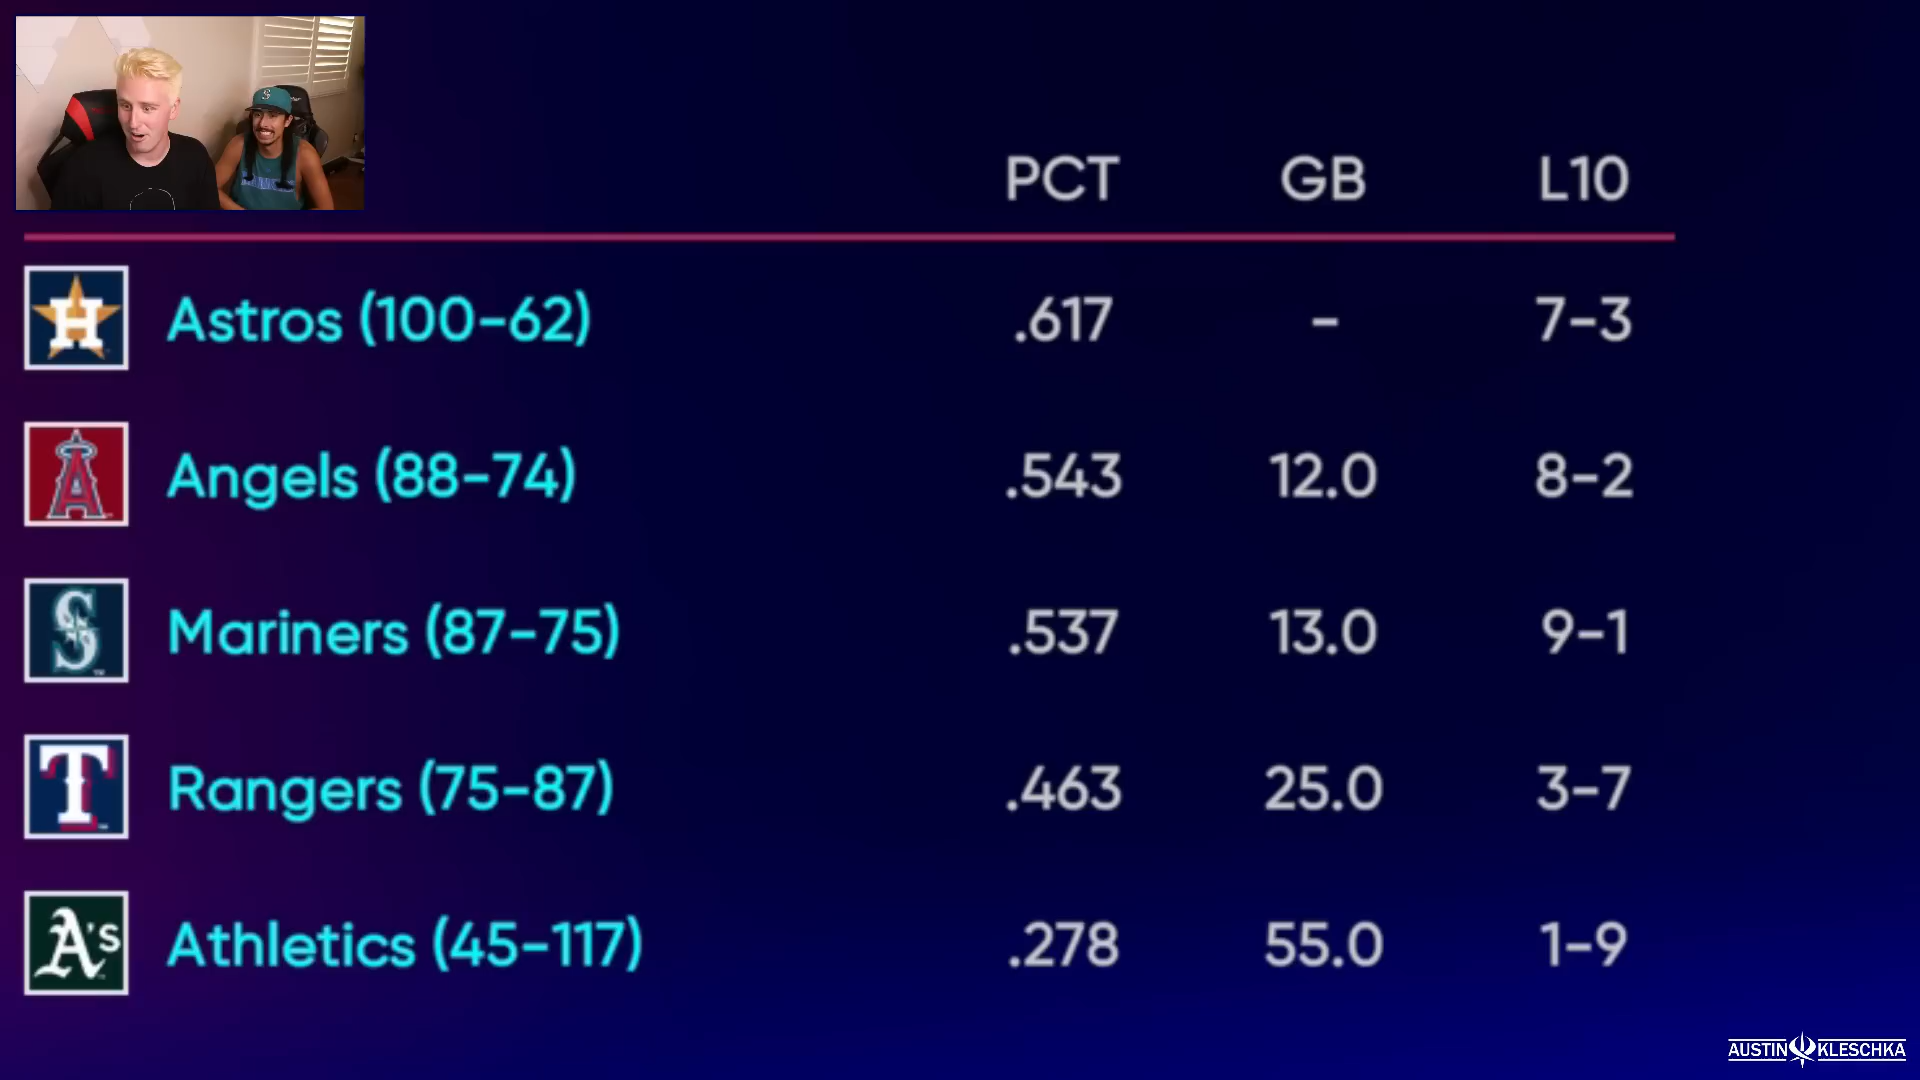 PCT GB L10
Astros (100-62) .617 - 7-3
Angels (88-74) .543 12.0 8-2
Mariners (87-75) .537 13.0 9-1
Rangers (75-87) .463 25.0 3-7
A's Athletics (45-117) .278 55.0 1-9
AUSTIN KLESCHKA